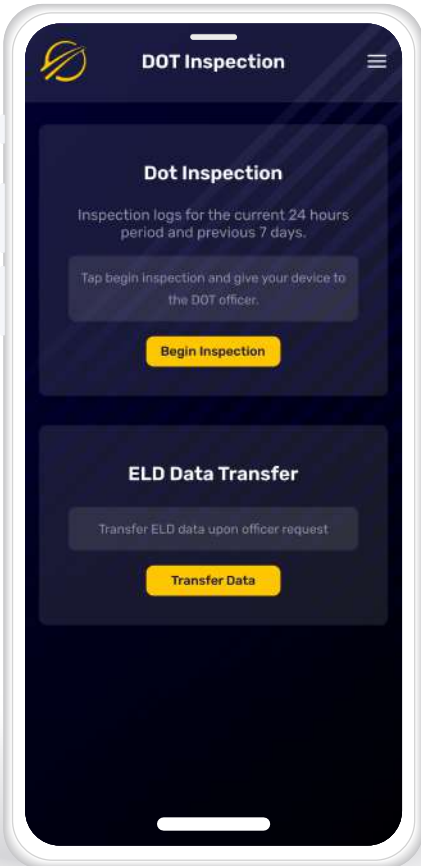 DOT Inspection
Dot Inspection
Inspection logs for the current 24 hours
period and previous 7 days.
Tap begin inspection and give your device to
the DOT officer.
Begin Inspection
ELD Data Transfer
Transfer ELD data upon officer request
Transfer Data